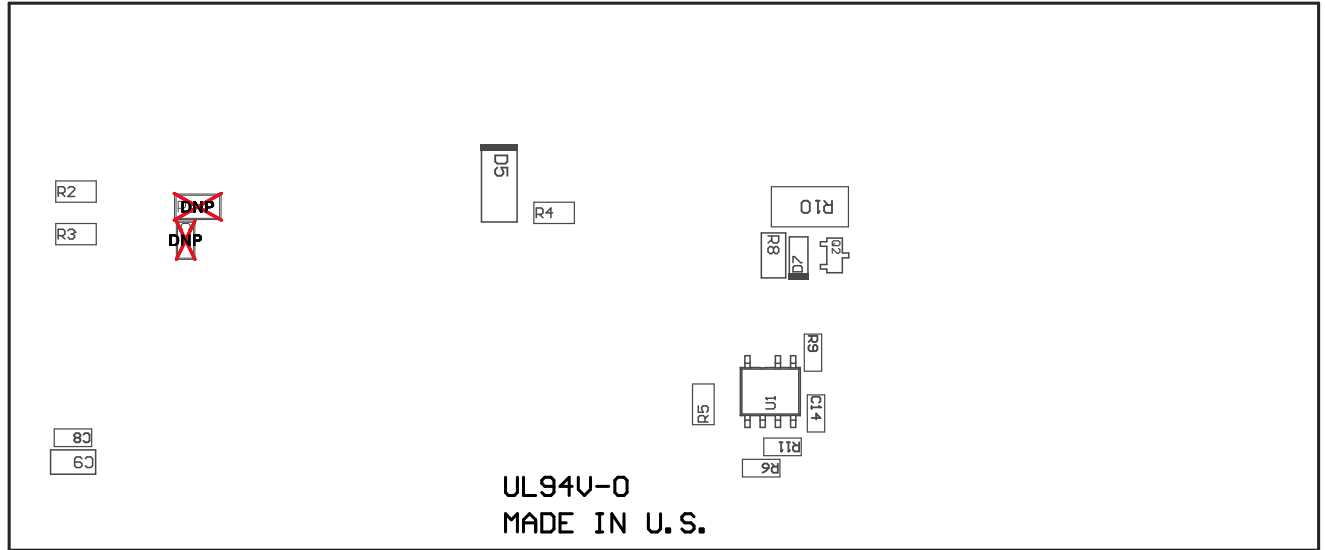 D5
R2
DNP
R4
R10
R3
DNP
R8
D7
Q2
R9
U1
C14
R5
C8
R11
C9
R6
UL94V-0
MADE IN U.S.